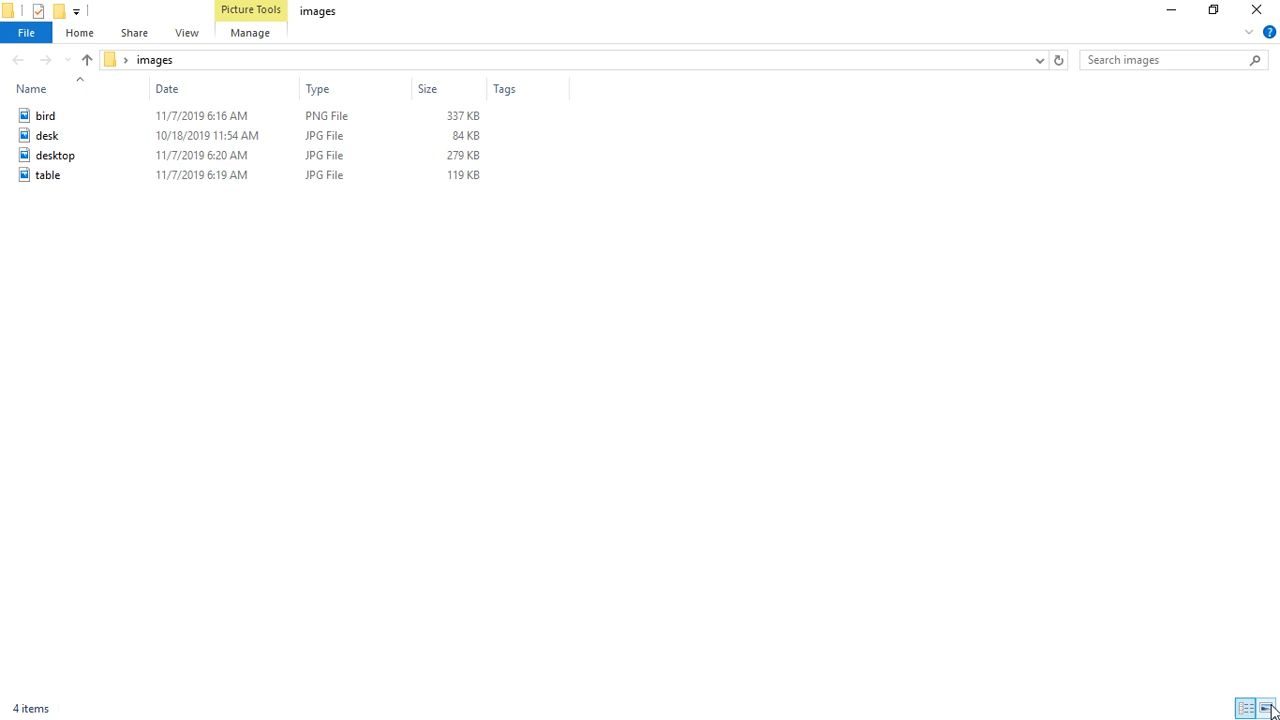 Picture Tools images
File Home Share View Manage ?
images Search images
Name Date Type Size Tags
bird 11/7/2019 6:16 AM PNG File 337 KB
desk 10/18/2019 11:54 AM JPG File 84 KB
desktop 11/7/2019 6:20 AM JPG File 279 KB
table 11/7/2019 6:19 AM JPG File 119 KB
4 items